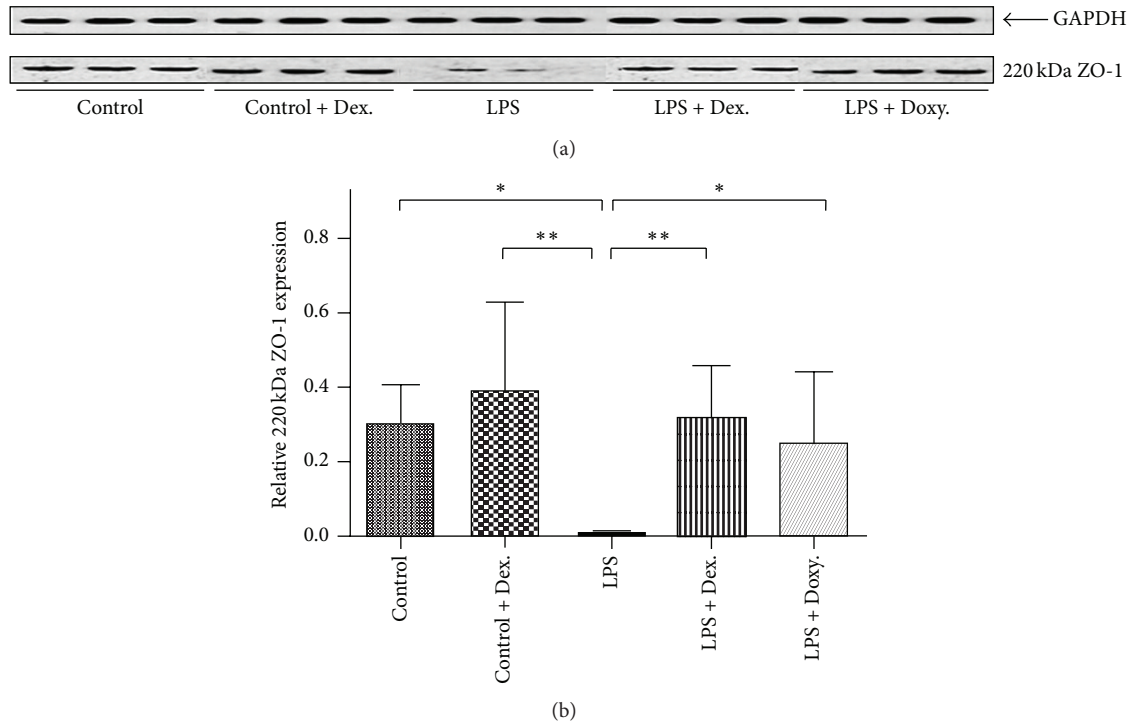 GAPDH
220 kDa ZO-1
Control Control + Dex. LPS LPS + Dex. LPS + Doxy.
(a)
* *
** **
0.8
0.6
0.4
0.2
0.0
Relative 220 kDa ZO-1 expression
Control
Control + Dex.
LPS
LPS + Dex.
LPS + Doxy.
(b)